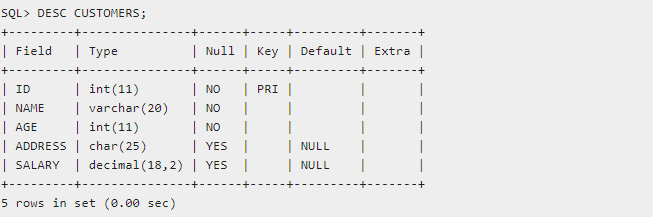 SQL> DESC CUSTOMERS;
+---------+---------------+------+-----+---------+-------+
| Field   | Type          | Null | Key | Default | Extra |
+---------+---------------+------+-----+---------+-------+
| ID      | int(11)       | NO   | PRI |         |       |
| NAME    | varchar(20)   | NO   |     |         |       |
| AGE     | int(11)       | NO   |     |         |       |
| ADDRESS | char(25)      | YES  |     | NULL    |       |
| SALARY  | decimal(18,2) | YES  |     | NULL    |       |
+---------+---------------+------+-----+---------+-------+
5 rows in set (0.00 sec)